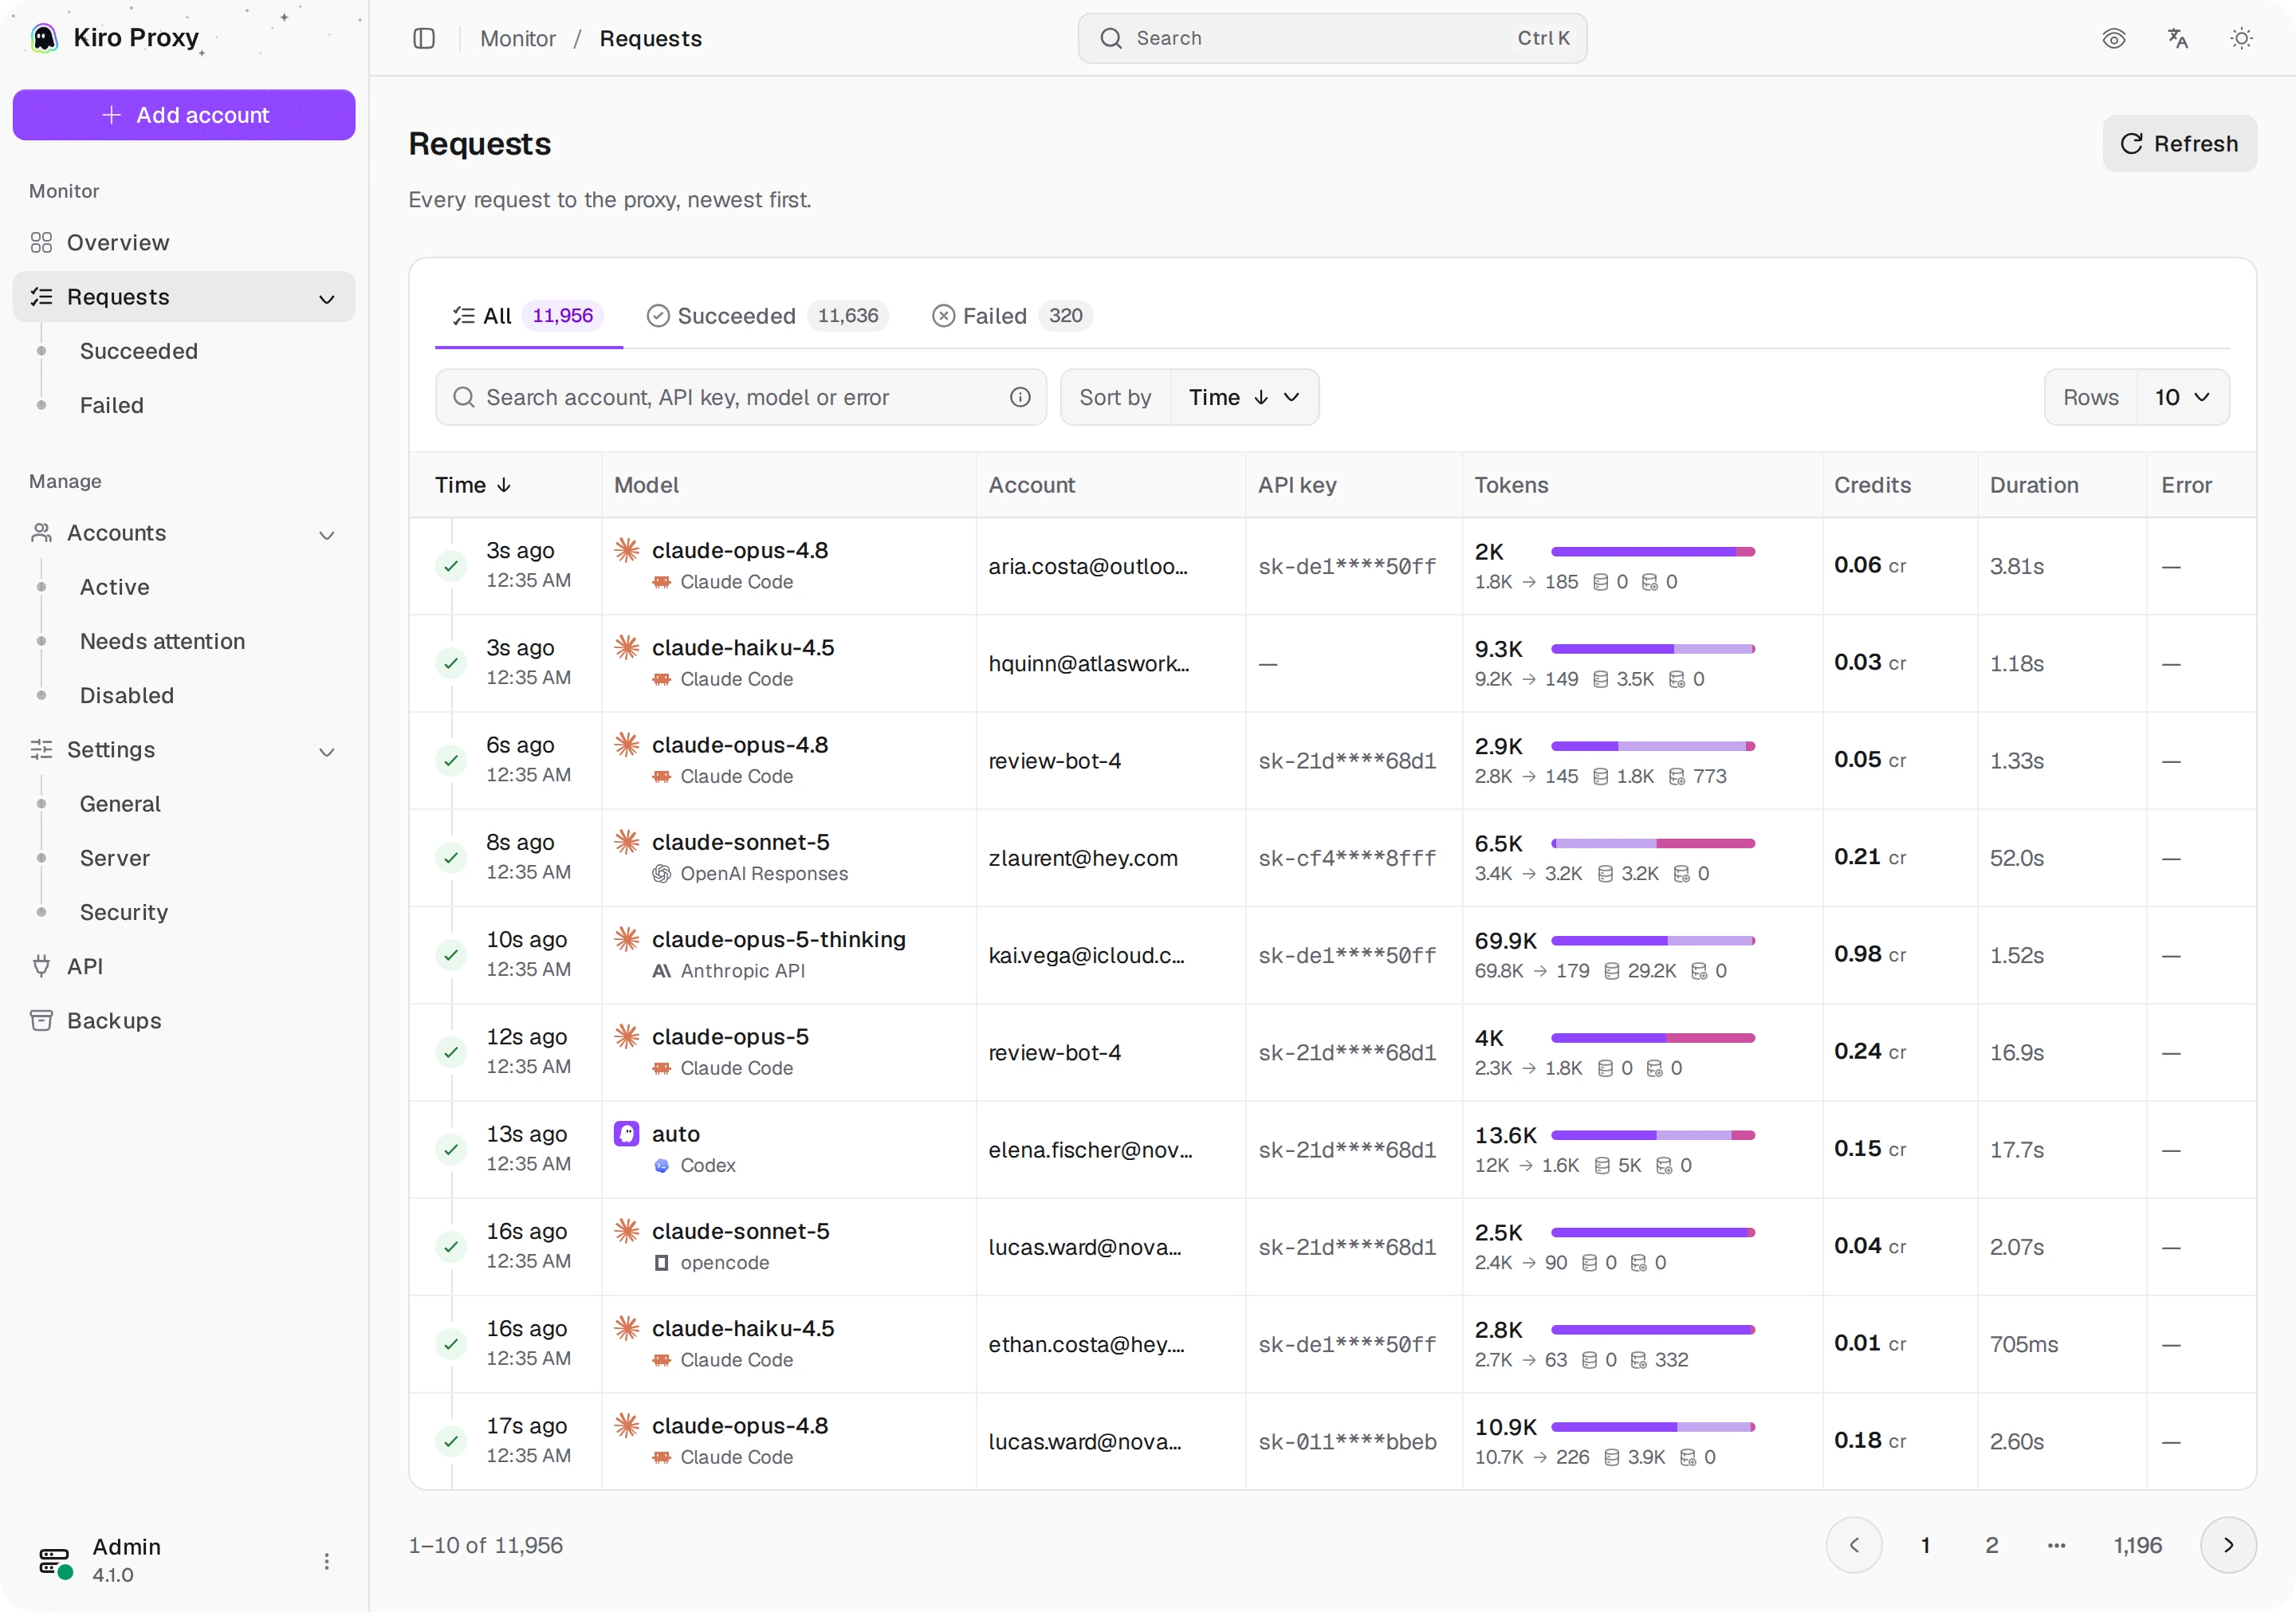 Kiro Proxy
Monitor / Requests
Search Ctrl K
Add account
Monitor
Overview
Requests
Succeeded
Failed
Manage
Accounts
Active
Needs attention
Disabled
Settings
General
Server
Security
API
Backups
Admin
4.1.0
Requests
Refresh
Every request to the proxy, newest first.
All 11,956 Succeeded 11,636 Failed 320
Search account, API key, model or error Sort by Time ↓ Rows 10
Time ↓ Model Account API key Tokens Credits Duration Error
3s ago claude-opus-4.8 aria.costa@outloo... sk-de1****50ff 2K 0.06 cr 3.81s —
12:35 AM Claude Code 1.8K → 185 0 0
3s ago claude-haiku-4.5 hquinn@atlaswork... — 9.3K 0.03 cr 1.18s —
12:35 AM Claude Code 9.2K → 149 3.5K 0
6s ago claude-opus-4.8 review-bot-4 sk-21d****68d1 2.9K 0.05 cr 1.33s —
12:35 AM Claude Code 2.8K → 145 1.8K 773
8s ago claude-sonnet-5 zlaurent@hey.com sk-cf4****8fff 6.5K 0.21 cr 52.0s —
12:35 AM OpenAI Responses 3.4K → 3.2K 3.2K 0
10s ago claude-opus-5-thinking kai.vega@icloud.c... sk-de1****50ff 69.9K 0.98 cr 1.52s —
12:35 AM Anthropic API 69.8K → 179 29.2K 0
12s ago claude-opus-5 review-bot-4 sk-21d****68d1 4K 0.24 cr 16.9s —
12:35 AM Claude Code 2.3K → 1.8K 0 0
13s ago auto elena.fischer@nov... sk-21d****68d1 13.6K 0.15 cr 17.7s —
12:35 AM Codex 12K → 1.6K 5K 0
16s ago claude-sonnet-5 lucas.ward@nova... sk-21d****68d1 2.5K 0.04 cr 2.07s —
12:35 AM opencode 2.4K → 90 0 0
16s ago claude-haiku-4.5 ethan.costa@hey.... sk-de1****50ff 2.8K 0.01 cr 705ms —
12:35 AM Claude Code 2.7K → 63 0 332
17s ago claude-opus-4.8 lucas.ward@nova... sk-011****bbeb 10.9K 0.18 cr 2.60s —
12:35 AM Claude Code 10.7K → 226 3.9K 0
1–10 of 11,956 1 2 ... 1,196